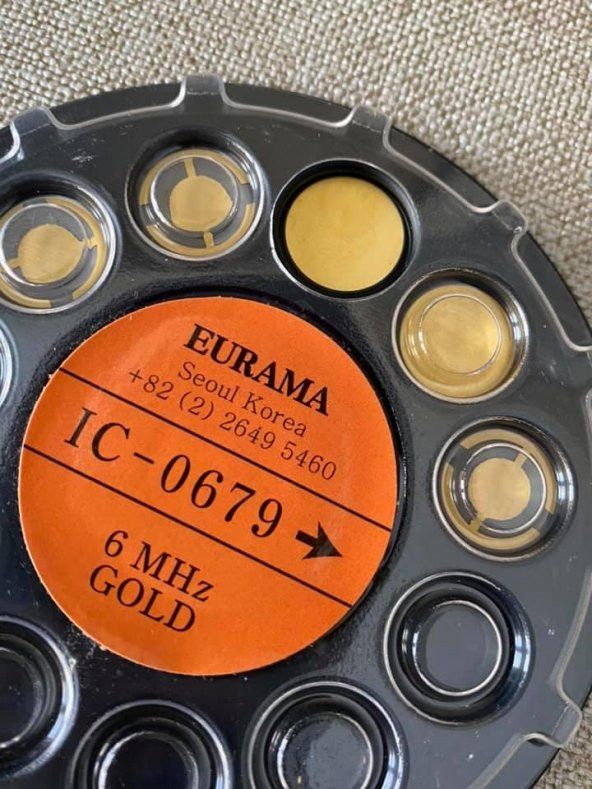 EURAMA
Seoul Korea
+82 (2) 2649 5460
IC-0679 →
6 MHz
GOLD